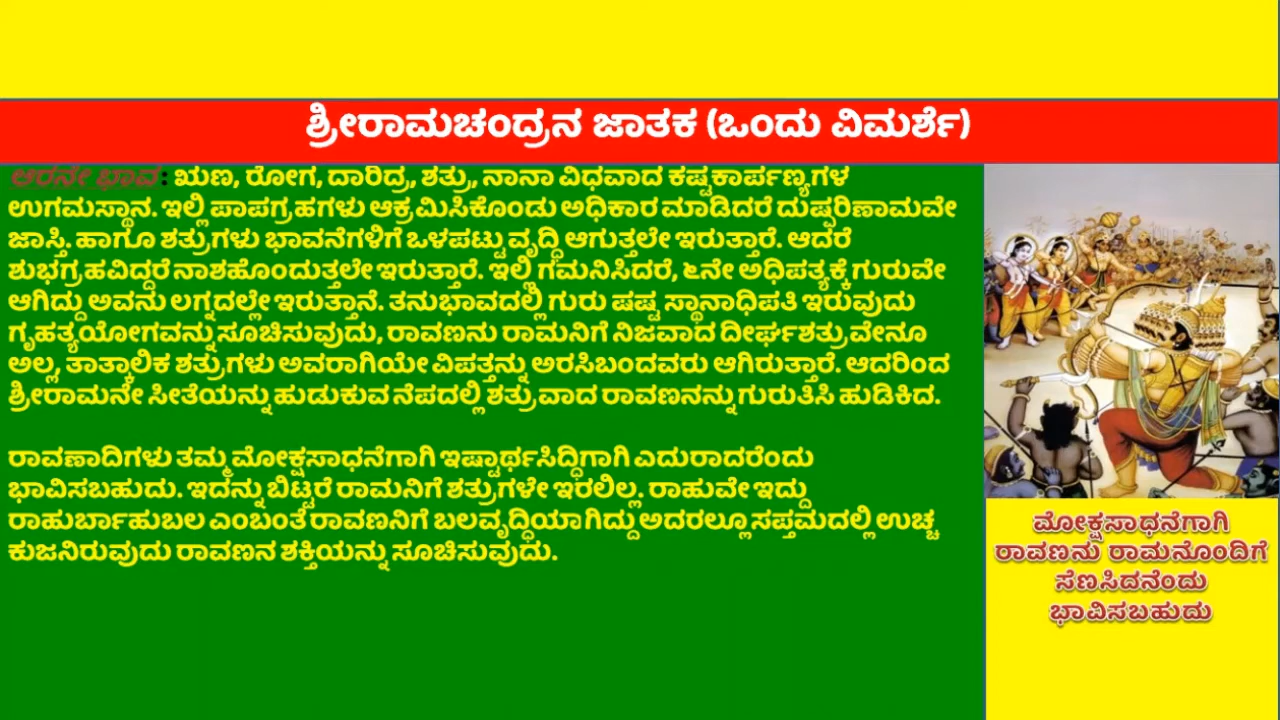 ಶ್ರೀರಾಮಚಂದ್ರನ ಜಾತಕ (ಒಂದು ವಿಮರ್ಶೆ)
ಆರನೇ ಭಾವ : ಋಣ, ರೋಗ, ದಾರಿದ್ರ, ಶತ್ರು, ನಾನಾ ವಿಧವಾದ ಕಷ್ಟಕಾರ್ಪಣ್ಯಗಳ
ಉಗಮಸ್ಥಾನ. ಇಲ್ಲಿ ಪಾಪಗ್ರಹಗಳು ಆಕ್ರಮಿಸಿಕೊಂಡು ಅಧಿಕಾರ ಮಾಡಿದರೆ ದುಷ್ಪರಿಣಾಮವೇ
ಜಾಸ್ತಿ. ಹಾಗೂ ಶತ್ರುಗಳು ಭಾವನೆಗಳಿಗೆ ಒಳಪಟ್ಟು ವೃದ್ಧಿ ಆಗುತ್ತಲೇ ಇರುತ್ತಾರೆ. ಆದರೆ
ಶುಭಗ್ರಹವಿದ್ದರೆ ನಾಶಹೊಂದುತ್ತಲೇ ಇರುತ್ತಾರೆ. ಇಲ್ಲಿ ಗಮನಿಸಿದರೆ, ೬ನೇ ಅಧಿಪತ್ಯಕ್ಕೆ ಗುರುವೇ
ಆಗಿದ್ದು ಅವನು ಲಗ್ನದಲ್ಲೇ ಇರುತ್ತಾನೆ. ತನುಭಾವದಲ್ಲಿ ಗುರು ಷಷ್ಟ ಸ್ಥಾನಾಧಿಪತಿ ಇರುವುದು
ಗೃಹತ್ಯಯೋಗವನ್ನು ಸೂಚಿಸುವುದು, ರಾವಣನು ರಾಮನಿಗೆ ನಿಜವಾದ ದೀರ್ಘಶತ್ರುವೇನೂ
ಅಲ್ಲ, ತಾತ್ಕಾಲಿಕ ಶತ್ರುಗಳು ಅವರಾಗಿಯೇ ವಿಪತ್ತನ್ನು ಅರಸಿಬಂದವರು ಆಗಿರುತ್ತಾರೆ. ಆದರಿಂದ
ಶ್ರೀರಾಮನೇ ಸೀತೆಯನ್ನು ಹುಡುಕುವ ನೆಪದಲ್ಲಿ ಶತ್ರುವಾದ ರಾವಣನನ್ನು ಗುರುತಿಸಿ ಹುಡಿಕಿದ.
ರಾವಣಾದಿಗಳು ತಮ್ಮ ಮೋಕ್ಷಸಾಧನೆಗಾಗಿ ಇಷ್ಟಾರ್ಥಸಿದ್ಧಿಗಾಗಿ ಎದುರಾದರೆಂದು
ಭಾವಿಸಬಹುದು. ಇದನ್ನು ಬಿಟ್ಟರೆ ರಾಮನಿಗೆ ಶತ್ರುಗಳೇ ಇರಲಿಲ್ಲ. ರಾಹುವೇ ಇದ್ದು
ರಾಹುರ್ಬಾಹುಬಲ ಎಂಬಂತೆ ರಾವಣನಿಗೆ ಬಲವೃದ್ಧಿಯಾಗಿದ್ದು ಅದರಲ್ಲೂ ಸಪ್ತಮದಲ್ಲಿ ಉಚ್ಚ
ಕುಜನಿರುವುದು ರಾವಣನ ಶಕ್ತಿಯನ್ನು ಸೂಚಿಸುವುದು.
ಮೋಕ್ಷಸಾಧನೆಗಾಗಿ
ರಾವಣನು ರಾಮನೊಂದಿಗೆ
ಸೆಣಸಿದನೆಂದು
ಭಾವಿಸಬಹುದು